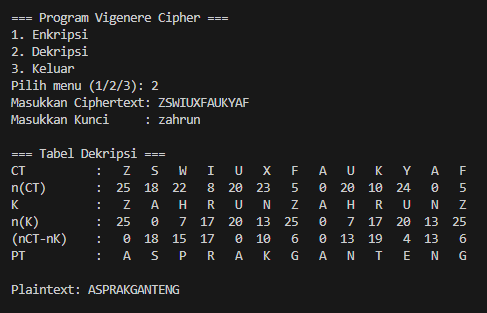 === Program Vigenere Cipher ===
1. Enkripsi
2. Dekripsi
3. Keluar
Pilih menu (1/2/3): 2
Masukkan Ciphertext: ZSWIUXFAUKYAF
Masukkan Kunci     : zahrun
=== Tabel Dekripsi ===
CT         :  Z  S  W  I  U  X  F  A  U  K  Y  A  F
n(CT)      : 25 18 22  8 20 23  5  0 20 10 24  0  5
K          :  Z  A  H  R  U  N  Z  A  H  R  U  N  Z
n(K)       : 25  0  7 17 20 13 25  0  7 17 20 13 25
(nCT-nK)   :  0 18 15 17  0 10  6  0 13 19  4 13  6
PT         :  A  S  P  R  A  K  G  A  N  T  E  N  G
Plaintext: ASPRAKGANTENG